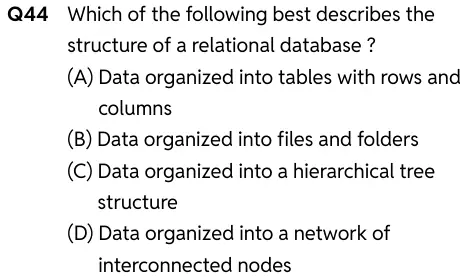 Q44 Which of the following best describes the
structure of a relational database ?
(A) Data organized into tables with rows and
columns
(B) Data organized into files and folders
(C) Data organized into a hierarchical tree
structure
(D) Data organized into a network of
interconnected nodes